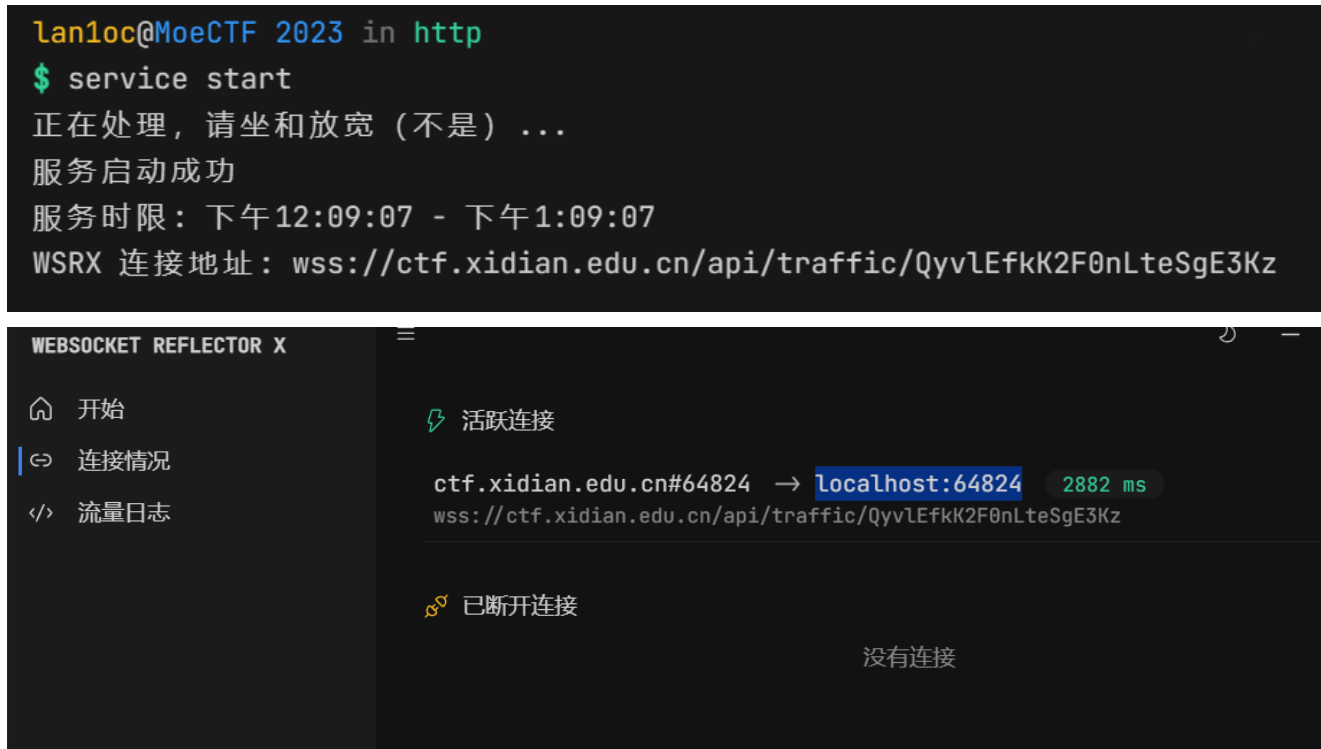 lan1oc@MoeCTF 2023 in http
$ service start
正在处理，请坐和放宽（不是）...
服务启动成功
服务时限：下午12:09:07 - 下午1:09:07
WSRX 连接地址：wss://ctf.xidian.edu.cn/api/traffic/QyvlEfkK2F0nLteSgE3Kz
WEBSOCKET REFLECTOR X
开始
连接情况
流量日志
活跃连接
ctf.xidian.edu.cn#64824 → localhost:64824 2882 ms
wss://ctf.xidian.edu.cn/api/traffic/QyvlEfkK2F0nLteSgE3Kz
已断开连接
没有连接